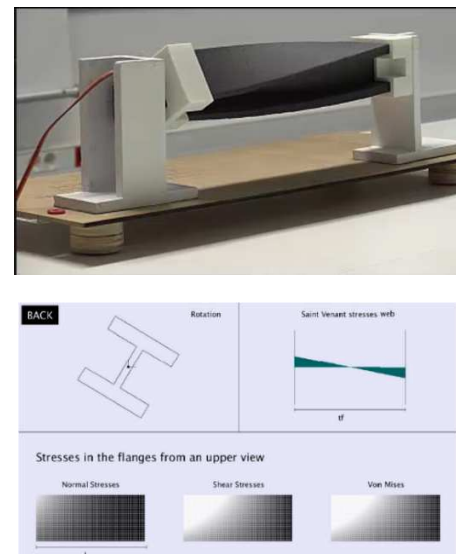 BACK
Rotation
Saint Venant stresses web
tf
Stresses in the flanges from an upper view
Normal Stresses
Shear Stresses
Von Mises